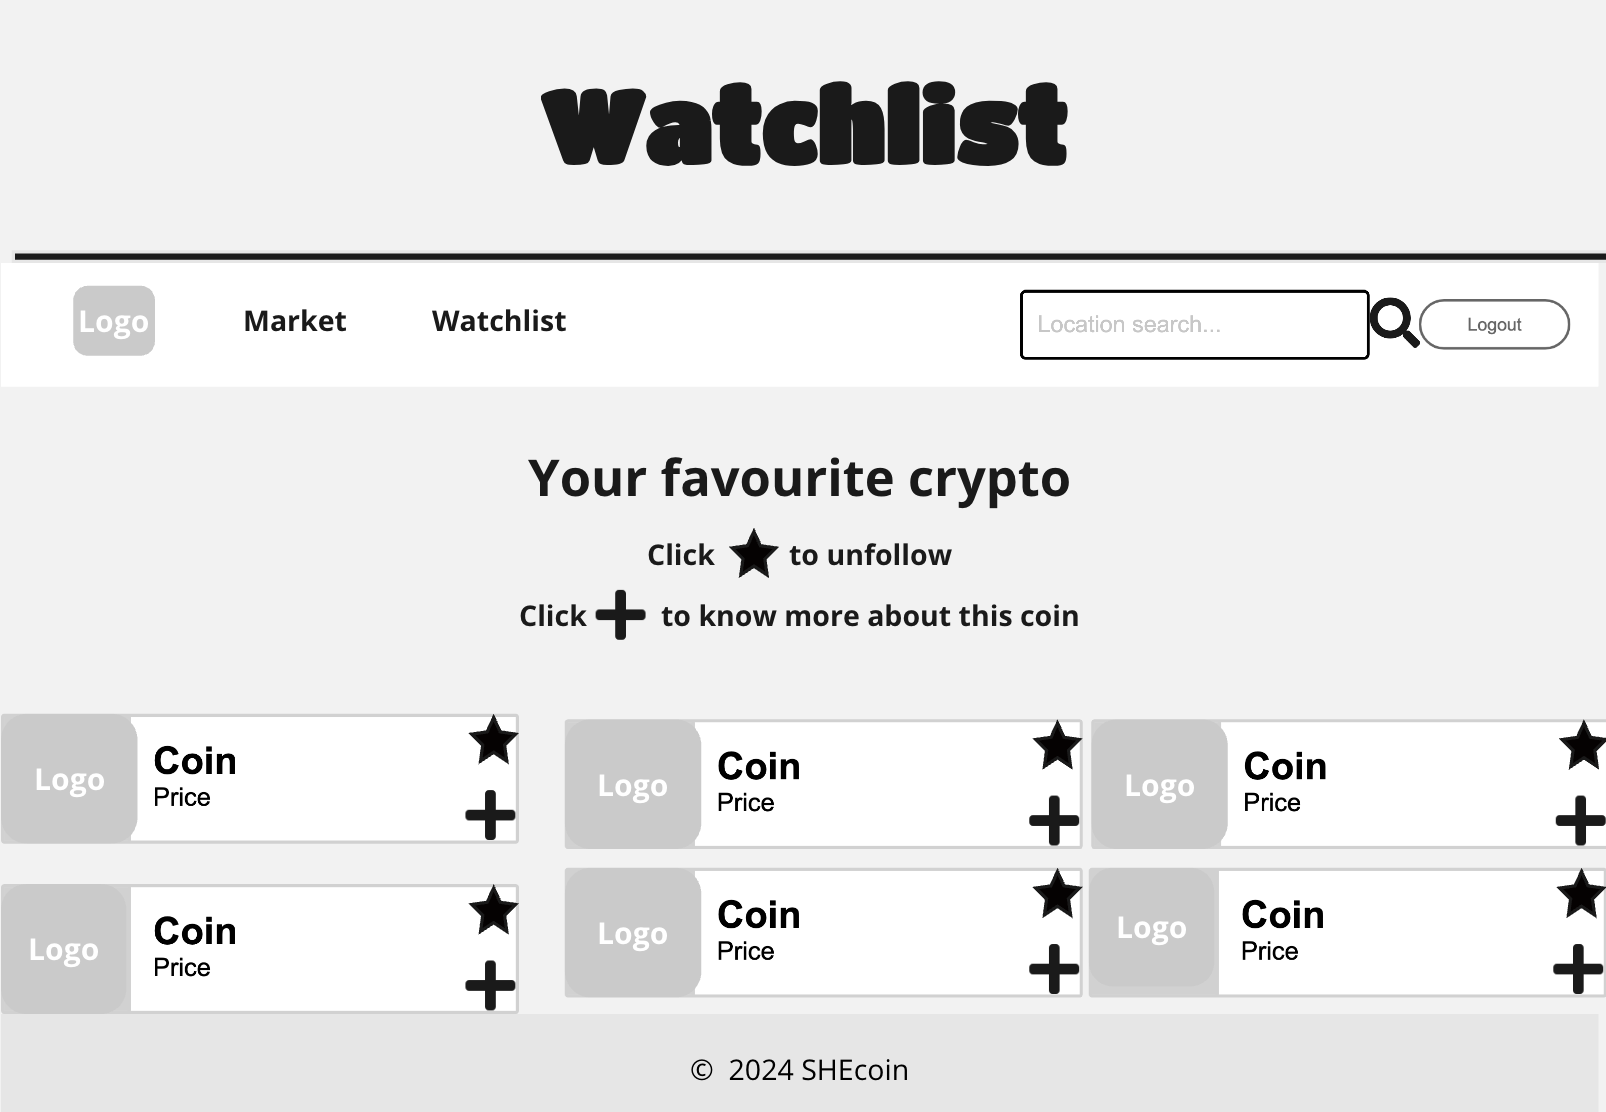 Watchlist
Logo
Market
Watchlist
Location search...
Logout
Your favourite crypto
Click to unfollow
Click to know more about this coin
Logo
Coin
Price
Logo
Coin
Price
Logo
Coin
Price
Logo
Coin
Price
Logo
Coin
Price
Logo
Coin
Price
© 2024 SHEcoin